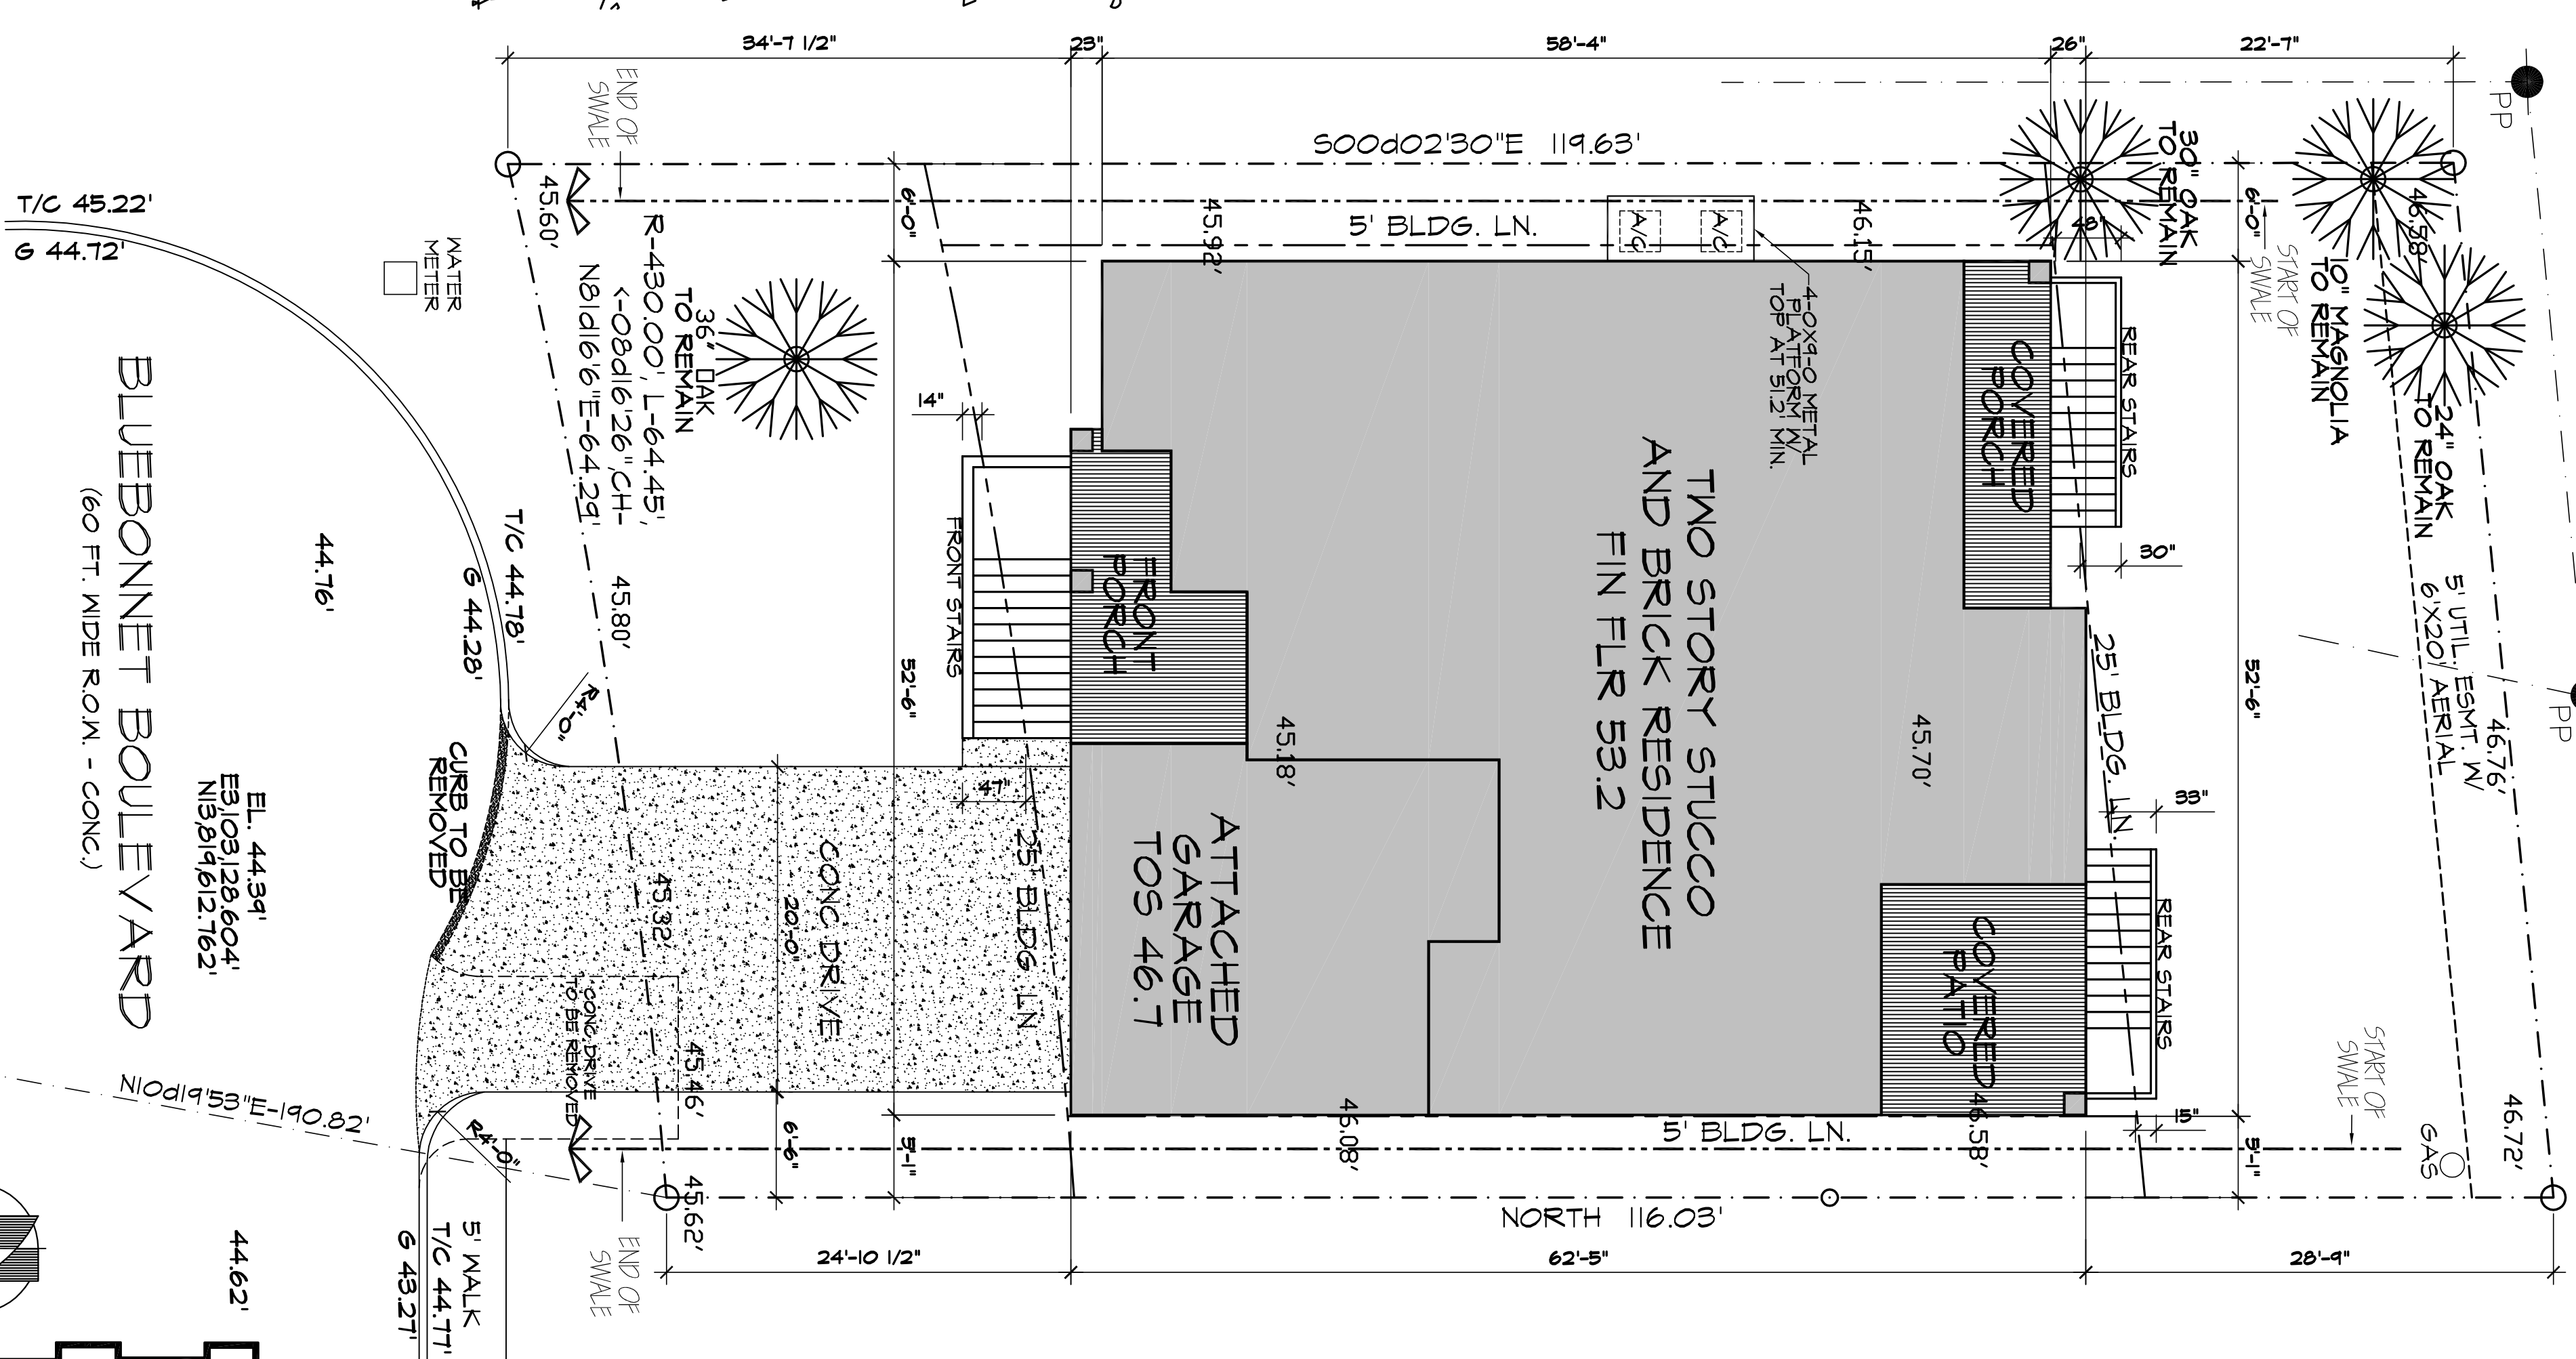 34'-7 1/2"
23"
58'-4"
26"
22'-7"
END OF
SWALE
S00d02'30"E 119.63'
PP
30" OAK
TO REMAIN
T/C 45.22'
G 44.72'
WATER
METER
45.60'
R-430.00', L-64.45',
<-08d16'26",CH-
N81d16'6"E-64.29'
36" OAK
TO REMAIN
6'-0"
45.92'
5' BLDG. LN.
A/C
A/C
46.15'
4-0X9-0 METAL
PLATFORM W/
TOP AT 51.2' MIN.
48"
6'-0"
START OF
SWALE
46.58'
10" MAGNOLIA
TO REMAIN
24" OAK
TO REMAIN
14"
COVERED
PORCH
REAR STAIRS
30"
BLUEBONNET BOULEVARD
(60 FT. WIDE R.O.W. - CONC.)
44.76'
T/C 44.78'
G 44.28'
45.80'
FRONT STAIRS
FRONT
PORCH
TWO STORY STUCCO
AND BRICK RESIDENCE
FIN FLR 53.2
52'-6"
52'-6"
25' BLDG. LN.
5' UTIL. ESMT. W
6'X20' AERIAL
46.76'
PP
R4'-0"
CURB TO BE
REMOVED
EL. 44.39'
E3,103,128.604'
N13,819,612.762'
45.32'
20'-0"
CONC DRIVE
47"
25' BLDG LN
45.18'
45.70'
ATTACHED
GARAGE
TOS 46.7
33"
COVERED
PATIO
REAR STAIRS
CONC DRIVE
TO BE REMOVED
45.46'
N10d19'53"E-190.82'
R4'-0"
6'-6"
5'-1"
46.08'
5' BLDG. LN.
46.58'
15"
5'-1"
START OF
SWALE
GAS
46.72'
45.62'
NORTH 116.03'
END OF
SWALE
44.62'
G 43.27'
T/C 44.77'
5' WALK
24'-10 1/2"
62'-5"
28'-9"